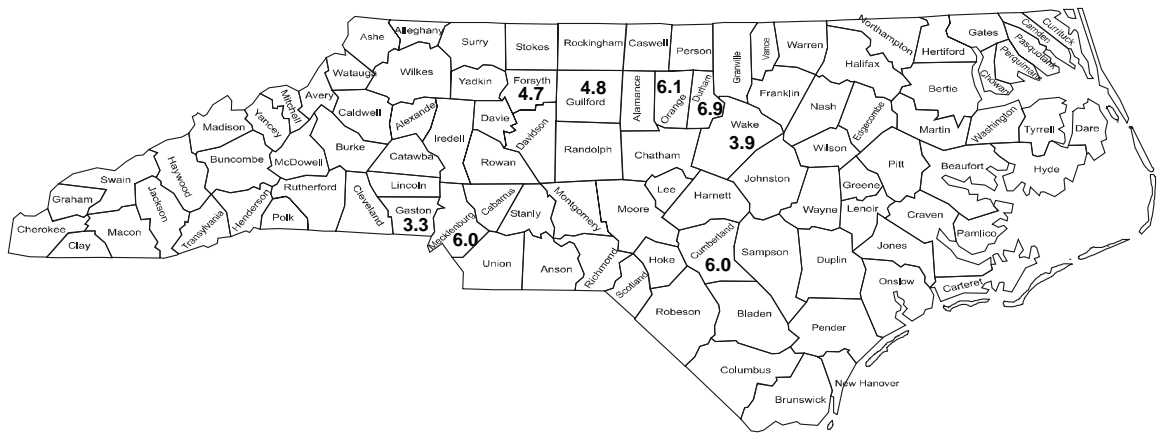 Ashe
Alleghany
Surry
Stokes
Rockingham
Caswell
Person
Granville
Vance
Warren
Northampton
Halifax
Hertford
Gates
Camden
Currituck
Pasquotank
Perquimans
Chowan
Bertie
Watauga
Wilkes
Yadkin
Forsyth
4.7
4.8
Guilford
Alamance
6.1
Orange
Durham
6.9
Franklin
Nash
Edgecombe
Martin
Washington
Tyrrell
Dare
Avery
Mitchell
Yancey
Madison
Caldwell
Alexander
Iredell
Davie
Davidson
Wake
3.9
Wilson
Pitt
Beaufort
Hyde
Buncombe
McDowell
Burke
Catawba
Rowan
Randolph
Chatham
Johnston
Greene
Swain
Haywood
Graham
Jackson
Rutherford
Lincoln
Cleveland
Gaston
3.3
Mecklenburg
6.0
Cabarrus
Stanly
Montgomery
Moore
Lee
Harnett
Wayne
Lenoir
Craven
Pamlico
Cherokee
Clay
Macon
Transylvania
Henderson
Polk
Union
Anson
Richmond
Scotland
Hoke
Cumberland
6.0
Sampson
Duplin
Jones
Onslow
Carteret
Robeson
Bladen
Pender
Columbus
New Hanover
Brunswick